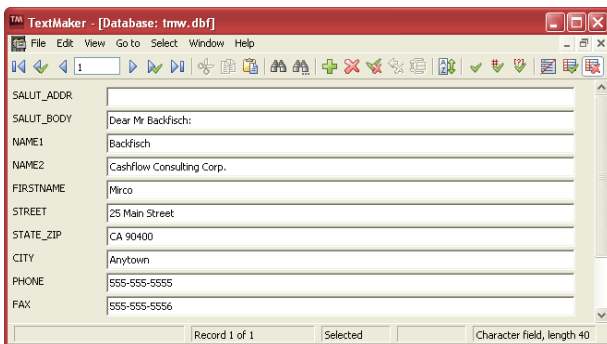 TextMaker - [Database: tmw.dbf]
File Edit View Go to Select Window Help
1
SALUT_ADDR
SALUT_BODY Dear Mr Backfisch:
NAME1 Backfisch
NAME2 Cashflow Consulting Corp.
FIRSTNAME Mirco
STREET 25 Main Street
STATE_ZIP CA 90400
CITY Anytown
PHONE 555-555-5555
FAX 555-555-5556
Record 1 of 1 Selected Character field, length 40